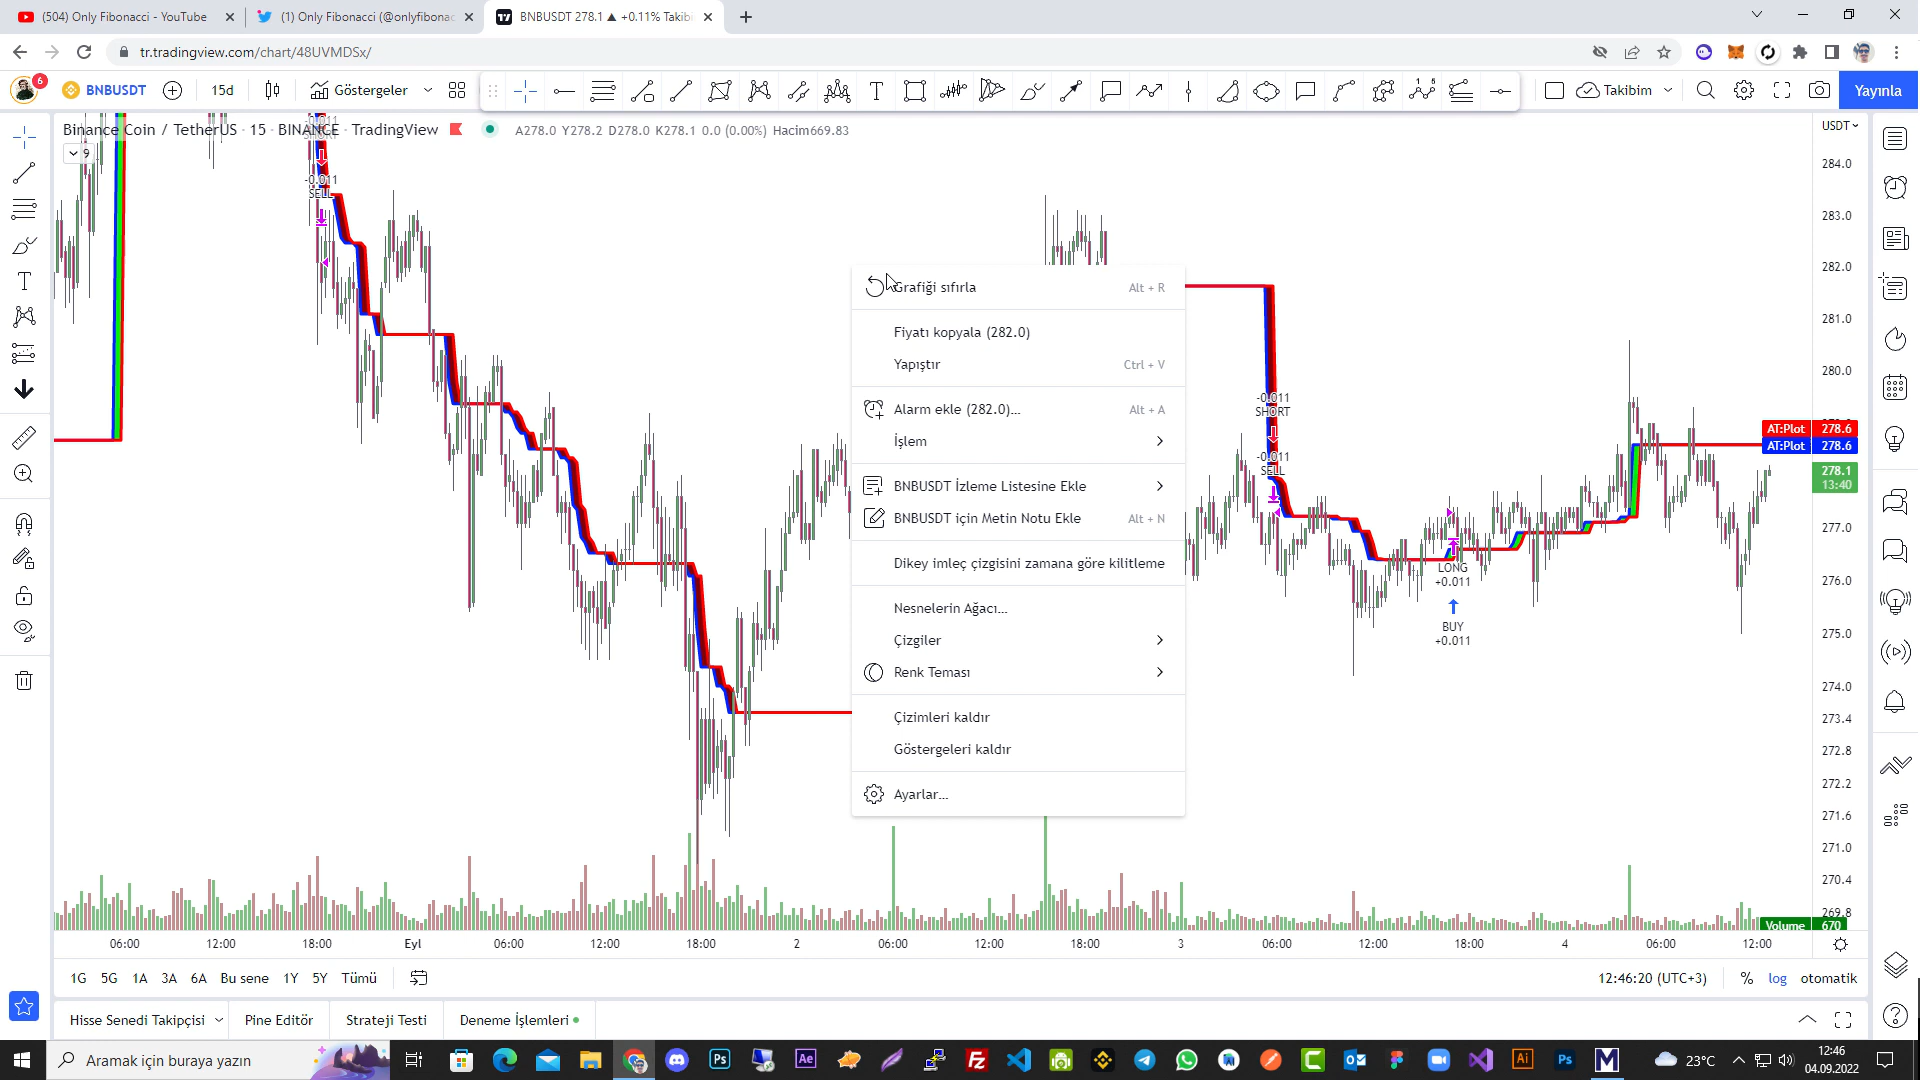 (504) Only Fibonacci - YouTube
(1) Only Fibonacci (@onlyfibonac
BNBUSDT 278.1 ▲ +0.11% Takib
tr.tradingview.com/chart/48UVMDSx/
6
BNBUSDT
15d
Göstergeler
Takibim
Yayınla
Binance Coin / TetherUS · 15 · BINANCE · TradingView
A278.0 Y278.2 D278.0 K278.1 0.0 (0.00%) Hacim669.83
9
USDT
284.0
283.0
282.0
281.0
280.0
AT:Plot 278.6
AT:Plot 278.6
278.1
13:40
277.0
276.0
275.0
274.0
273.4
272.8
272.2
271.6
271.0
270.4
269.8
Volume 670
-0.011
SHORT
-0.011
SELL
-0.011
SHORT
-0.011
SELL
LONG
+0.011
BUY
+0.011
Grafiği sıfırla Alt + R
Fiyatı kopyala (282.0)
Yapıştır Ctrl + V
Alarm ekle (282.0)... Alt + A
İşlem
BNBUSDT İzleme Listesine Ekle
BNBUSDT için Metin Notu Ekle Alt + N
Dikey imleç çizgisini zamana göre kilitleme
Nesnelerin Ağacı...
Çizgiler
Renk Teması
Çizimleri kaldır
Göstergeleri kaldır
Ayarlar...
06:00 12:00 18:00 Eyl 06:00 12:00 18:00 2 06:00 12:00 18:00 3 06:00 12:00 18:00 4 06:00 12:00
1G 5G 1A 3A 6A Bu sene 1Y 5Y Tümü
12:46:20 (UTC+3) % log otomatik
Hisse Senedi Takipçisi Pine Editör Strateji Testi Deneme İşlemleri
Aramak için buraya yazın
23°C
12:46
04.09.2022